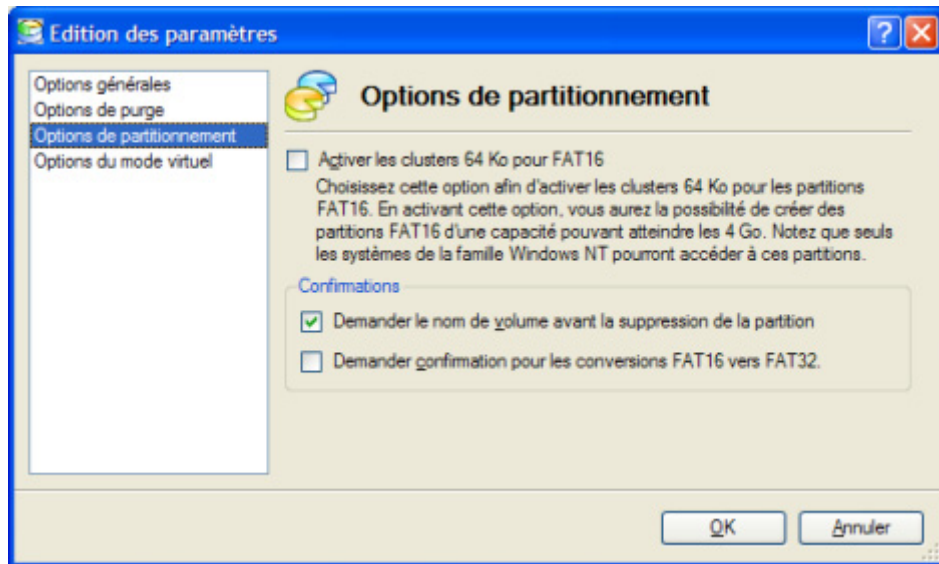 Edition des paramètres
Options générales
Options de purge
Options de partitionnement
Options du mode virtuel
Options de partitionnement
Activer les clusters 64 Ko pour FAT16
Choisissez cette option afin d'activer les clusters 64 Ko pour les partitions
FAT16. En activant cette option, vous aurez la possibilité de créer des
partitions FAT16 d'une capacité pouvant atteindre les 4 Go. Notez que seuls
les systèmes de la famille Windows NT pourront accéder à ces partitions.
Confirmations
Demander le nom de volume avant la suppression de la partition
Demander confirmation pour les conversions FAT16 vers FAT32.
OK
Annuler